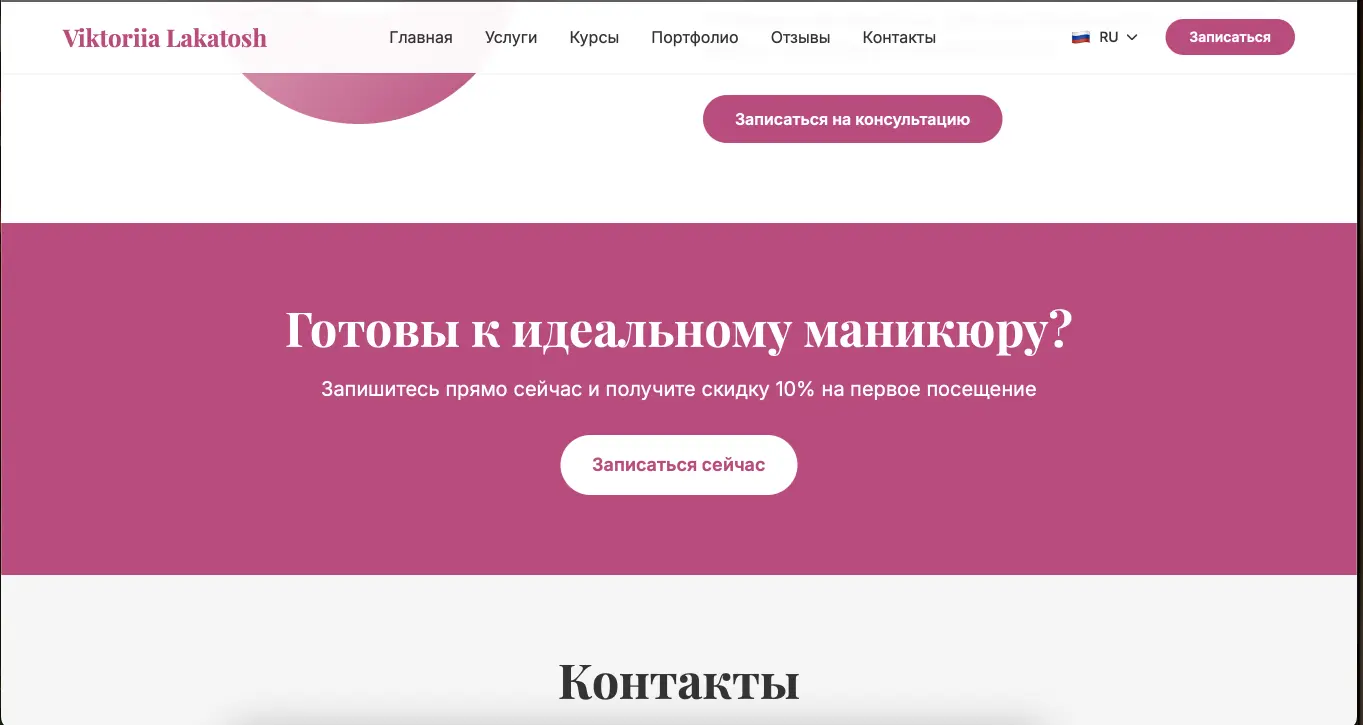 Viktoriia Lakatosh
Главная Услуги Курсы Портфолио Отзывы Контакты
RU
Записаться
Записаться на консультацию
Готовы к идеальному маникюру?
Запишитесь прямо сейчас и получите скидку 10% на первое посещение
Записаться сейчас
Контакты